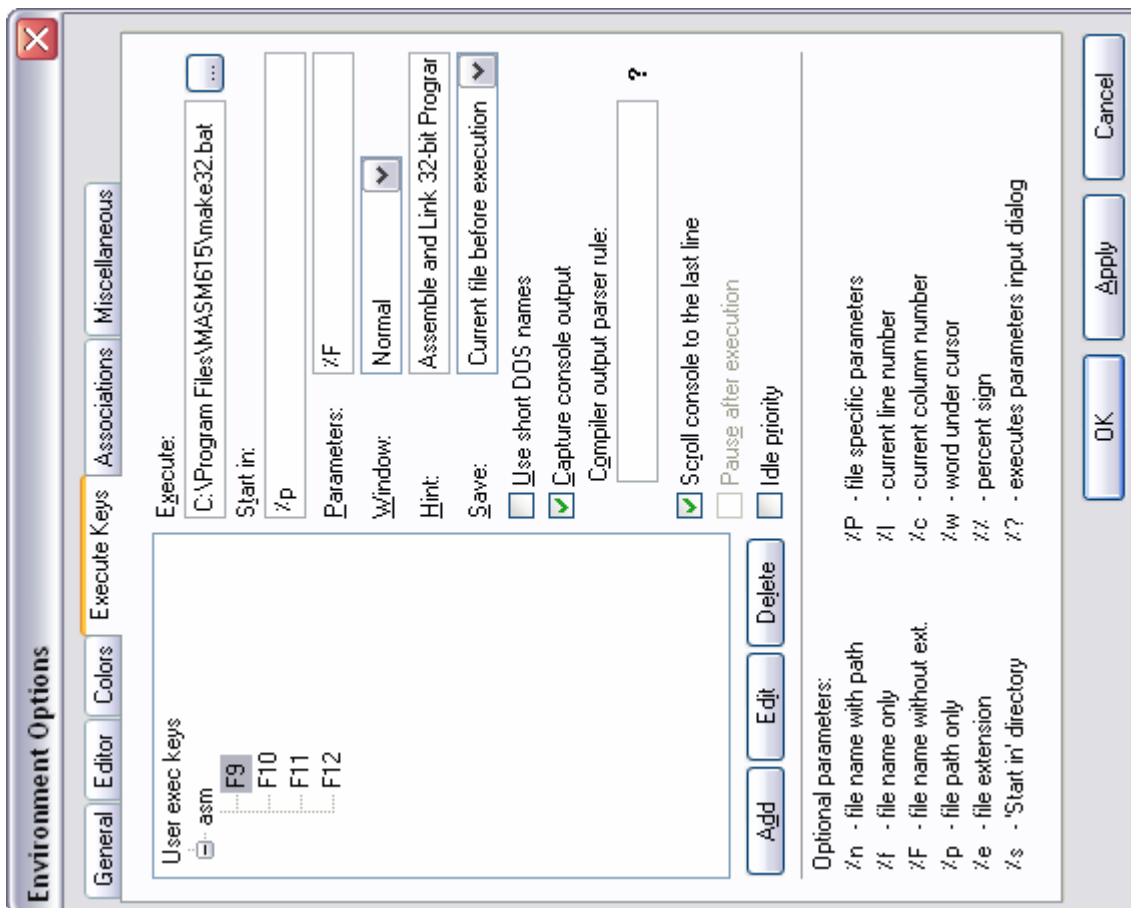 Environment Options
General Editor Colors Execute Keys Associations Miscellaneous
User exec keys
asm
F9
F10
F11
F12
Add Edit Delete
Execute:
C:\Program Files\MASM615\make32.bat ...
Start in:
%p
Parameters: %F
Window: Normal
Hint: Assemble and Link 32-bit Prograr
Save: Current file before execution
Use short DOS names
Capture console output
Compiler output parser rule:
?
Scroll console to the last line
Pause after execution
Idle priority
Optional parameters:
%n - file name with path
%f - file name only
%F - file name without ext.
%p - file path only
%e - file extension
%s - 'Start in' directory
%P - file specific parameters
%l - current line number
%c - current column number
%w - word under cursor
%% - percent sign
%? - executes parameters input dialog
OK Apply Cancel